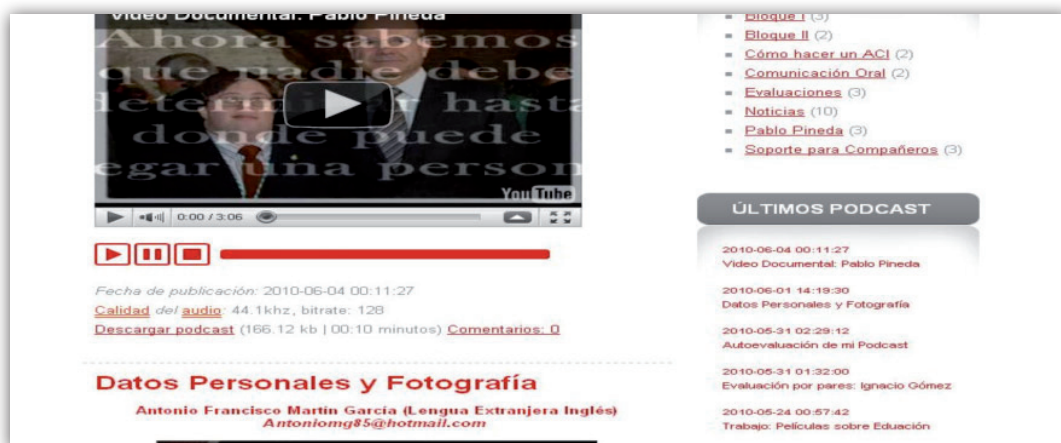 Video Documental: Pablo Pineda
Ahora sabemos
que nadie debe
hasta
donde puede
una
YouTube
0:00 / 3:06
Fecha de publicación: 2010-06-04 00:11:27
Calidad del audio: 44.1khz, bitrate: 128
Descargar podcast (166.12 kb | 00:10 minutos) Comentarios: 0
Datos Personales y Fotografía
Antonio Francisco Martín García (Lengua Extranjera Inglés)
Antoniomg85@hotmail.com
Bloque I (3)
Bloque II (2)
Cómo hacer un ACI (2)
Comunicación Oral (2)
Evaluaciones (3)
Noticias (10)
Pablo Pineda (3)
Soporte para Compañeros (3)
ÚLTIMOS PODCAST
2010-06-04 00:11:27
Video Documental: Pablo Pineda
2010-06-01 14:19:30
Datos Personales y Fotografía
2010-05-31 02:29:12
Autoevaluación de mi Podcast
2010-05-31 01:32:00
Evaluación por pares: Ignacio Gómez
2010-05-24 00:57:42
Trabajo: Películas sobre Eduación